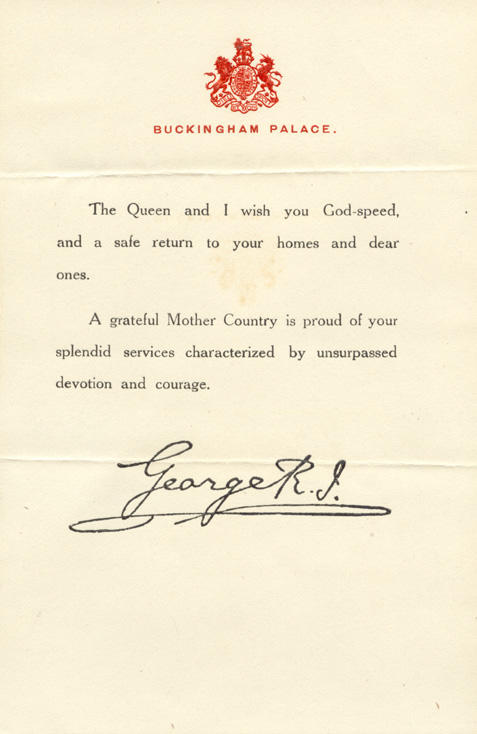 BUCKINGHAM PALACE.
The Queen and I wish you God-speed,
and a safe return to your homes and dear
ones.
A grateful Mother Country is proud of your
splendid services characterized by unsurpassed
devotion and courage.
George R.I.